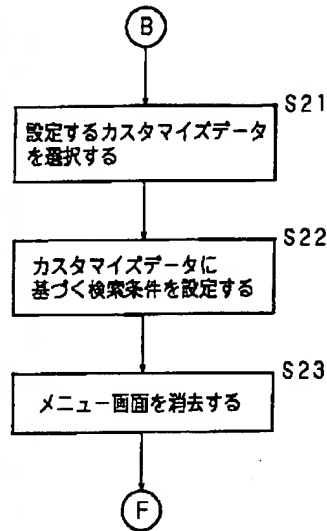 B
S21
設定するカスタマイズデータ
を選択する
S22
カスタマイズデータに
基づく検索条件を設定する
S23
メニュー画面を消去する
F